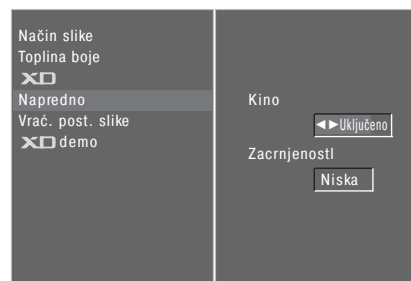 Način slike
Toplina boje
XD
Napredno
Vrać. post. slike
XD demo
Kino
◄►Uključeno
Zacrnjenostl
Niska